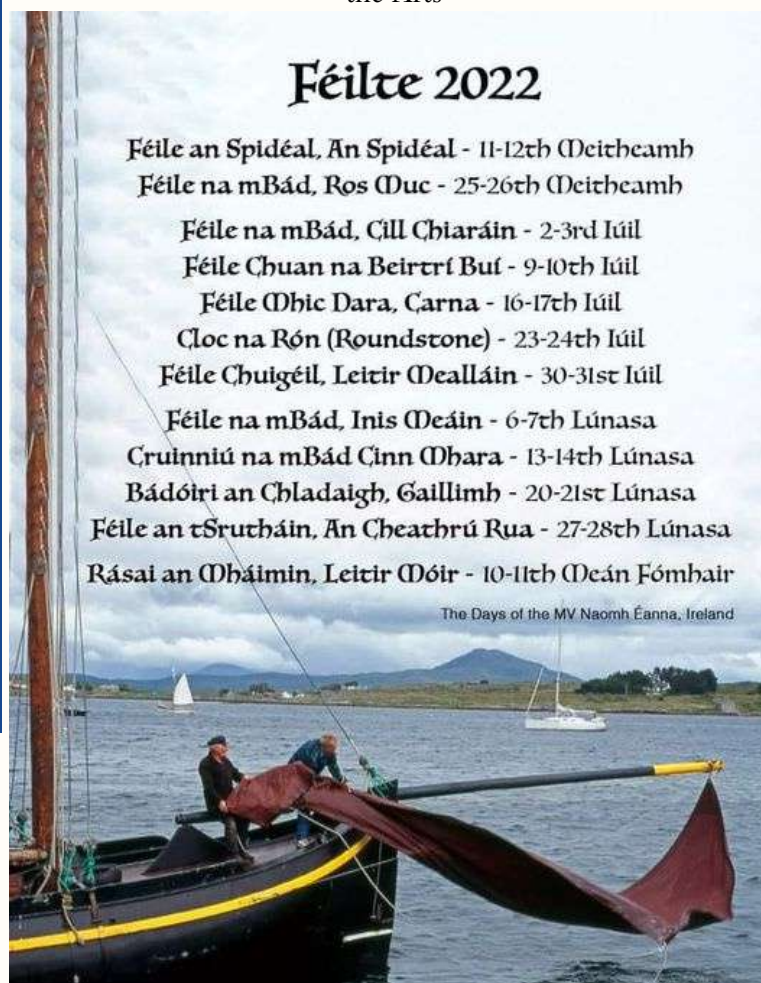 the Arts
Féilte 2022
Féile an Spidéal, An Spidéal - 11-12th Meitheamh
Féile na mBád, Ros Muc - 25-26th Meitheamh
Féile na mBád, Cill Chiaráin - 2-3rd Iúil
Féile Chuan na Beirtrí Buí - 9-10th Iúil
Féile Mhic Dara, Carna - 16-17th Iúil
Cloc na Rón (Roundstone) - 23-24th Iúil
Féile Chuigéil, Leitir Mealláin - 30-31st Iúil
Féile na mBád, Inis Meáin - 6-7th Lúnasa
Cruinniú na mBád Cinn Mhara - 13-14th Lúnasa
Bádóiri an Chladaigh, Gaillimh - 20-21st Lúnasa
Féile an tSrutháin, An Cheathrú Rua - 27-28th Lúnasa
Rásai an Mháimin, Leitir Móir - 10-11th Meán Fómhair
The Days of the MV Naomh Éanna, Ireland